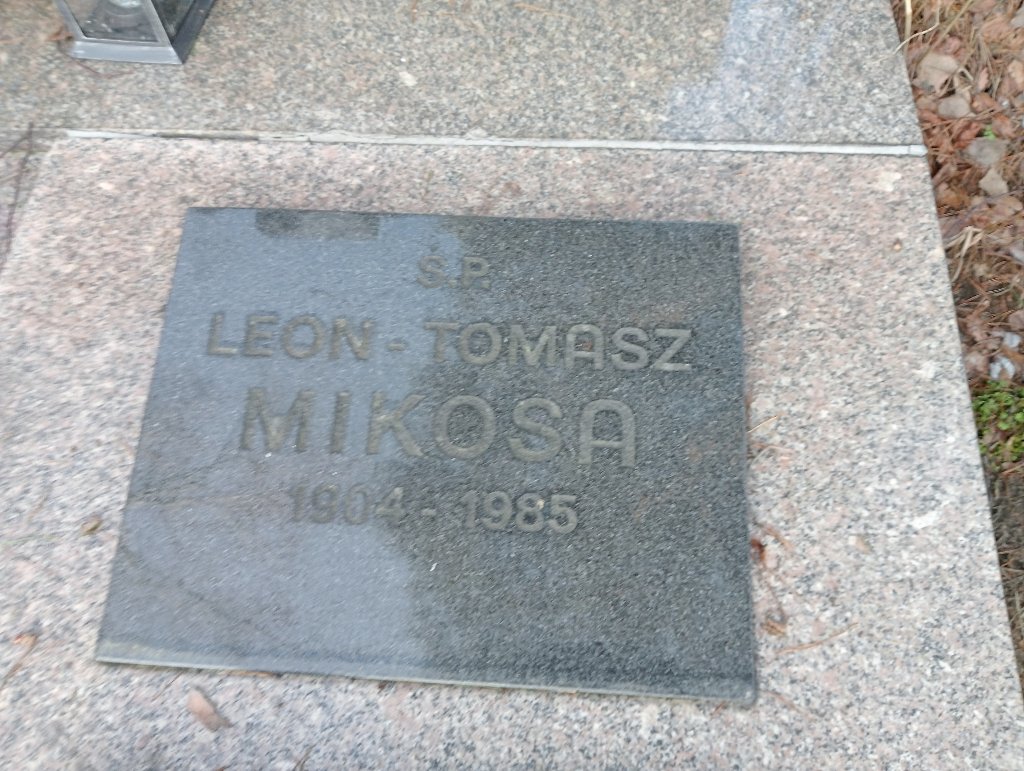 Ś.P.
LEON - TOMASZ
MIKOSA
1904 - 1985